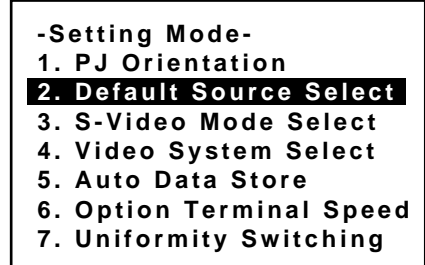 -Setting Mode-
1. PJ Orientation
2. Default Source Select
3. S-Video Mode Select
4. Video System Select
5. Auto Data Store
6. Option Terminal Speed
7. Uniformity Switching